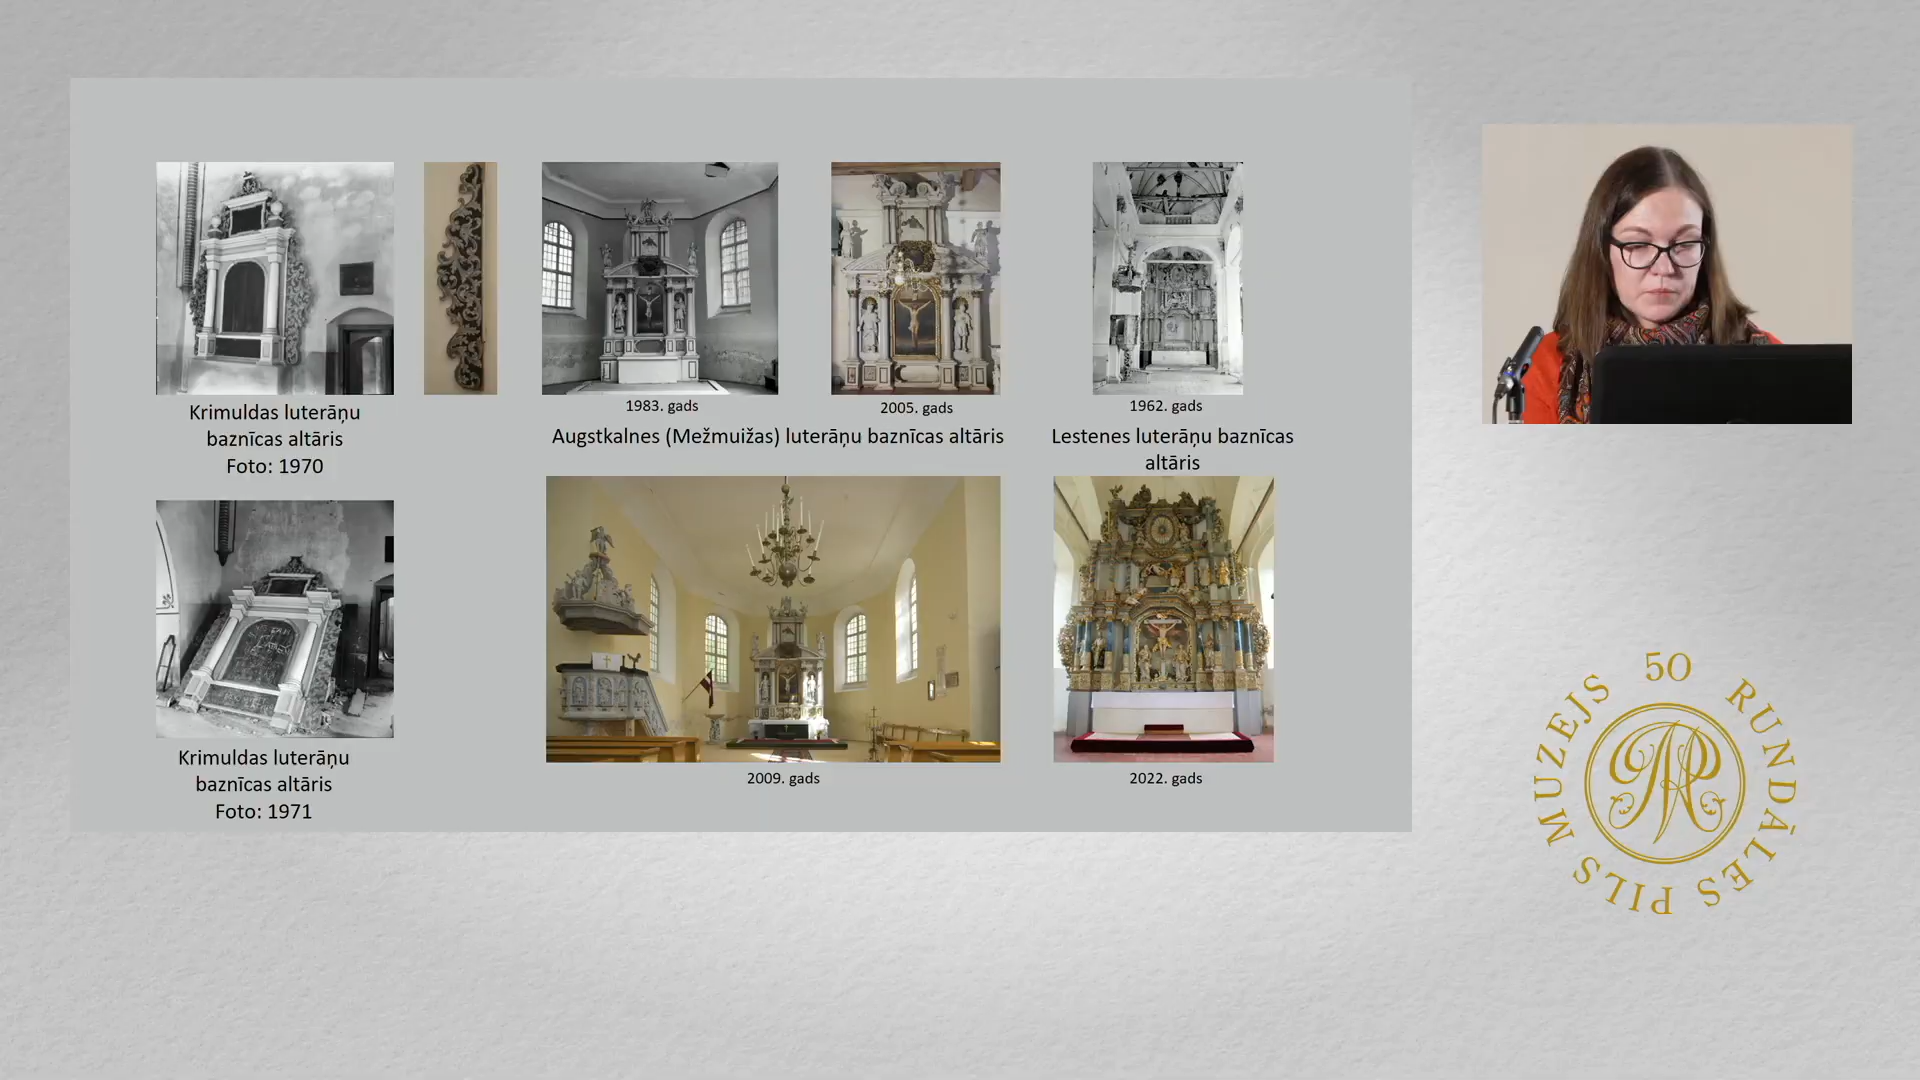 Krimuldas luterāņu
baznīcas altāris
Foto: 1970
1983. gads
2005. gads
Augstkalnes (Mežmuižas) luterāņu baznīcas altāris
1962. gads
Lestenes luterāņu baznīcas
altāris
Krimuldas luterāņu
baznīcas altāris
Foto: 1971
2009. gads
2022. gads
50 RUNDĀLES PILS MUZEJS